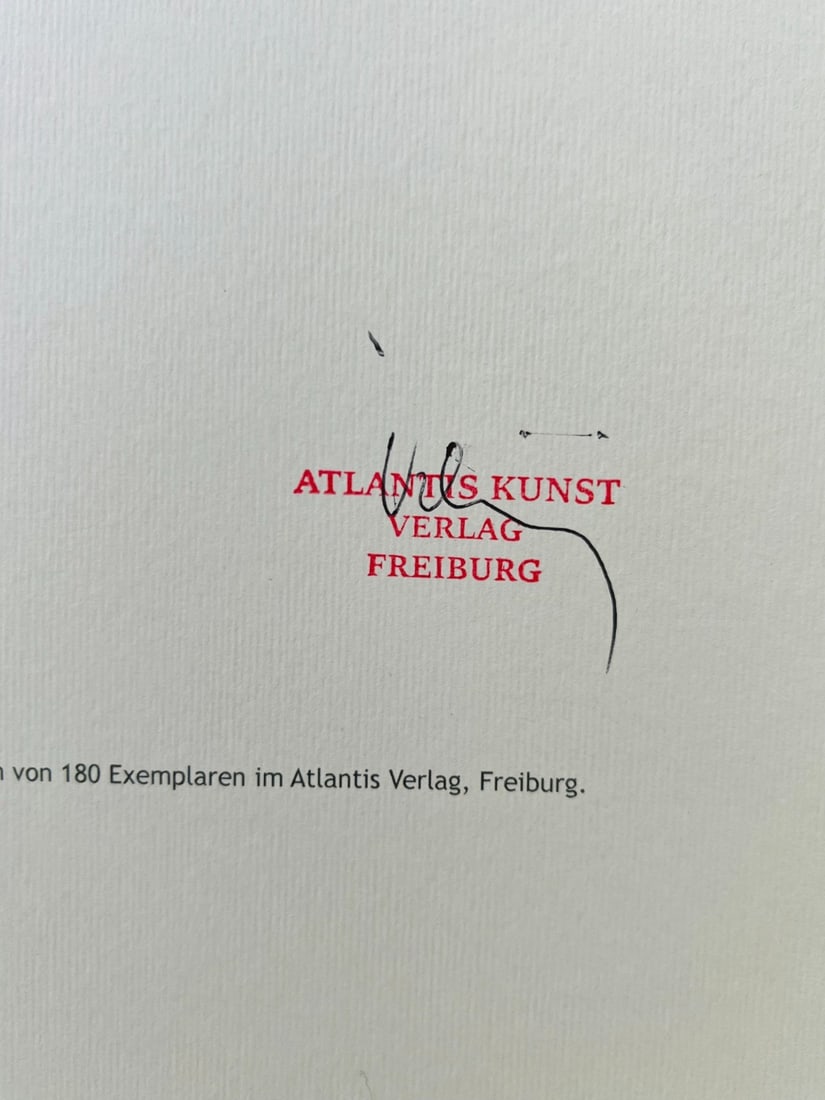 ATLANTIS KUNST
VERLAG
FREIBURG
von 180 Exemplaren im Atlantis Verlag, Freiburg.